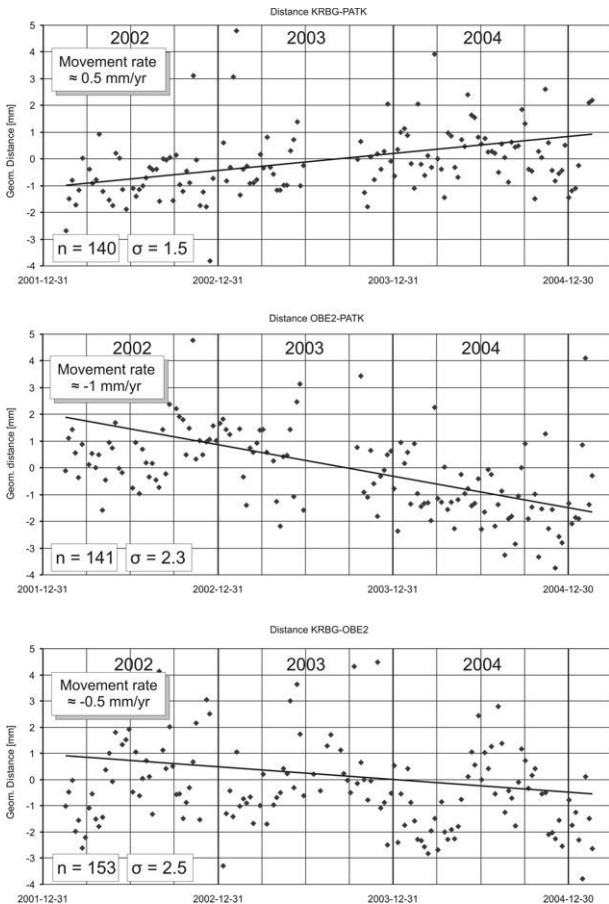 Distance KRBG-PATK
5
4
3
2
1
0
-1
-2
-3
-4
Geom. Distance [mm]
2002
2003
2004
Movement rate
≈ 0.5 mm/yr
n = 140
σ = 1.5
2001-12-31
2002-12-31
2003-12-31
2004-12-30
Distance OBE2-PATK
5
4
3
2
1
0
-1
-2
-3
-4
Geom. distance [mm]
2002
2003
2004
Movement rate
≈ -1 mm/yr
n = 141
σ = 2.3
2001-12-31
2002-12-31
2003-12-31
2004-12-30
Distance KRBG-OBE2
5
4
3
2
1
0
-1
-2
-3
-4
Geom. Distance [mm]
2002
2003
2004
Movement rate
≈ -0.5 mm/yr
n = 153
σ = 2.5
2001-12-31
2002-12-31
2003-12-31
2004-12-30